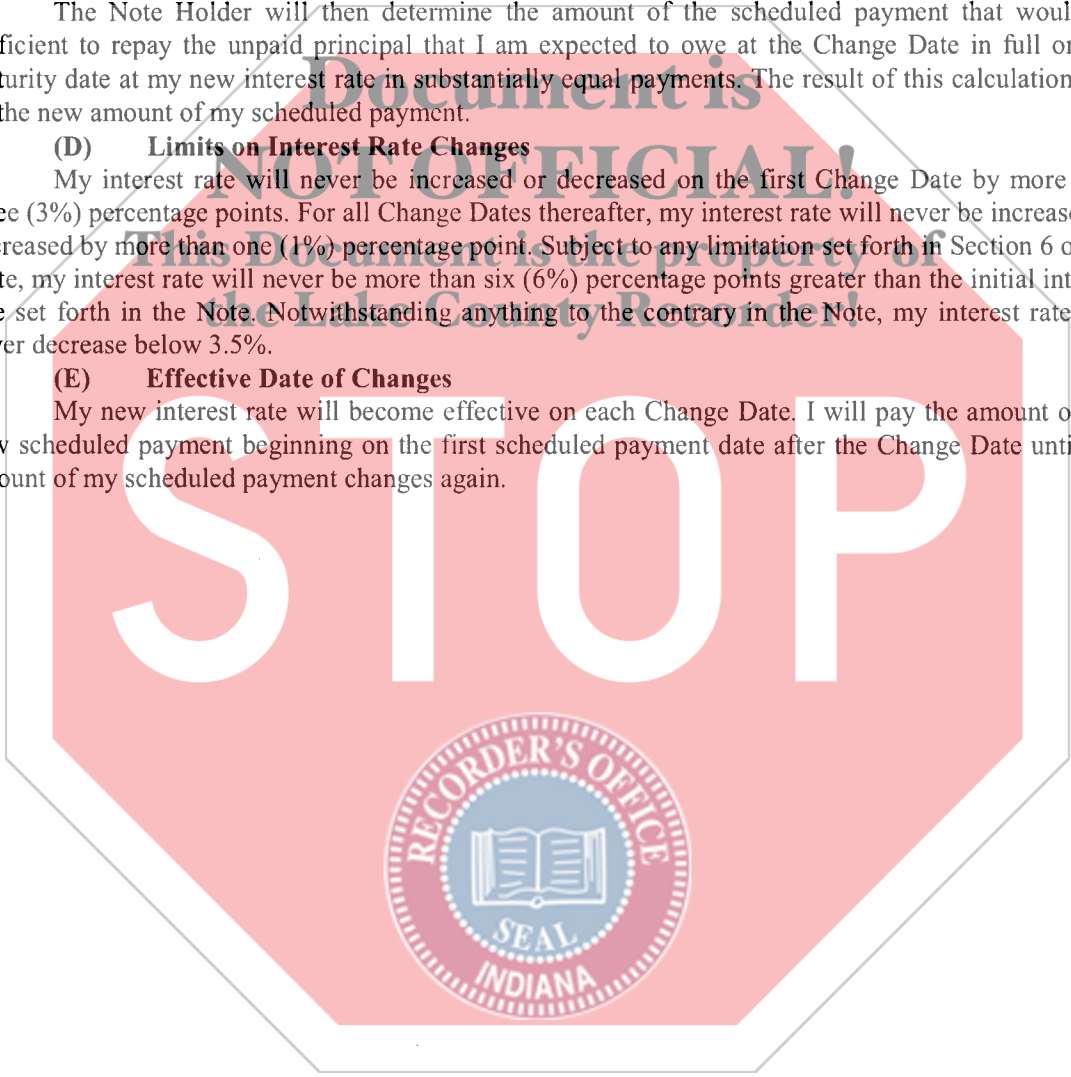 The Note Holder will then determine the amount of the scheduled payment that woul
ficient to repay the unpaid principal that I am expected to owe at the Change Date in full or
turity date at my new interest rate in substantially equal payments. The result of this calculation
the new amount of my scheduled payment.
(D) Limits on Interest Rate Changes
My interest rate will never be increased or decreased on the first Change Date by more
ee (3%) percentage points. For all Change Dates thereafter, my interest rate will never be increase
creased by more than one (1%) percentage point. Subject to any limitation set forth in Section 6 o
te, my interest rate will never be more than six (6%) percentage points greater than the initial int
e set forth in the Note. Notwithstanding anything to the contrary in the Note, my interest rate
er decrease below 3.5%.
(E) Effective Date of Changes
My new interest rate will become effective on each Change Date. I will pay the amount o
w scheduled payment beginning on the first scheduled payment date after the Change Date unti
ount of my scheduled payment changes again.
Document is
NOT OFFICIAL!
This Document is the property of
the Lake County Recorder!
STOP
RECORDER'S OFFICE
SEAL
INDIANA